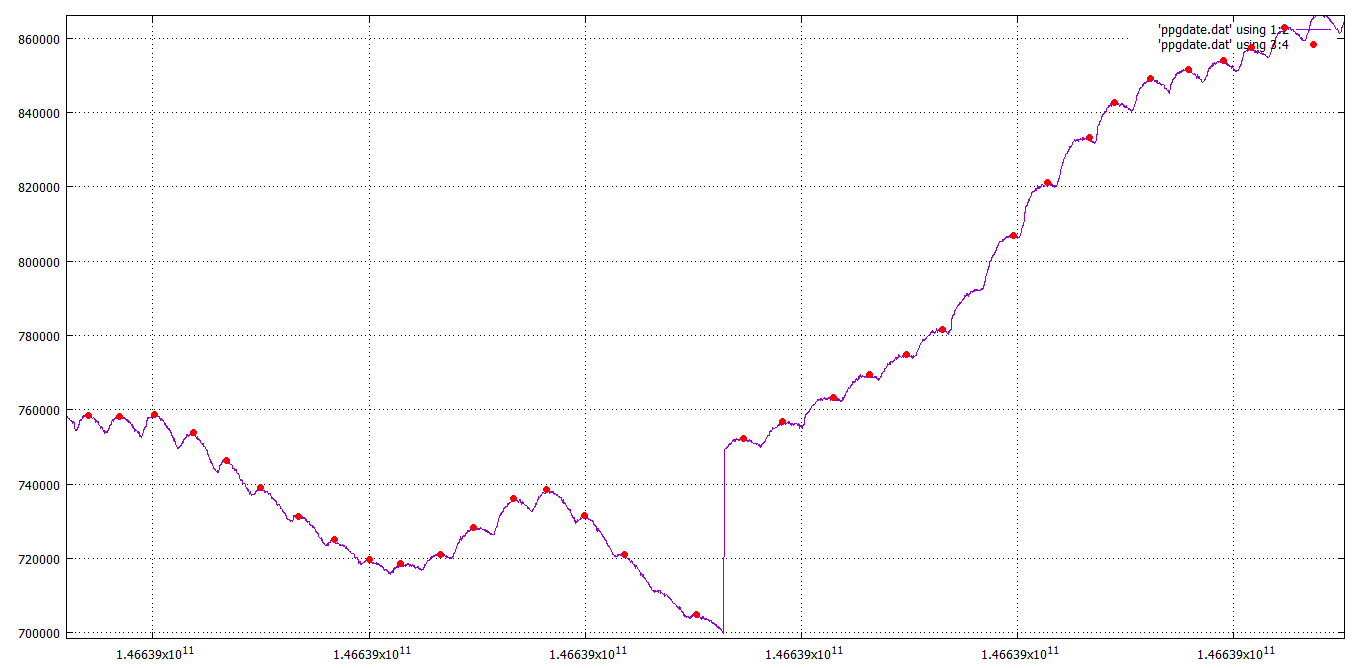 860000
840000
820000
800000
780000
760000
740000
720000
700000
'ppgdate.dat' using 1:2
'ppgdate.dat' using 3:4
1.46639x10¹¹
1.46639x10¹¹
1.46639x10¹¹
1.46639x10¹¹
1.46639x10¹¹
1.46639x10¹¹